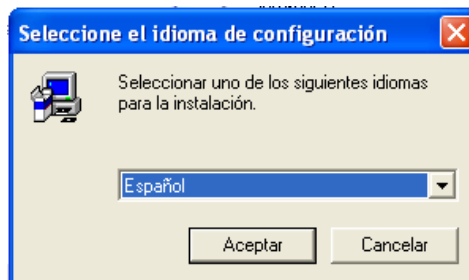 Seleccione el idioma de configuración
Seleccionar uno de los siguientes idiomas
para la instalación.
Español
Aceptar
Cancelar